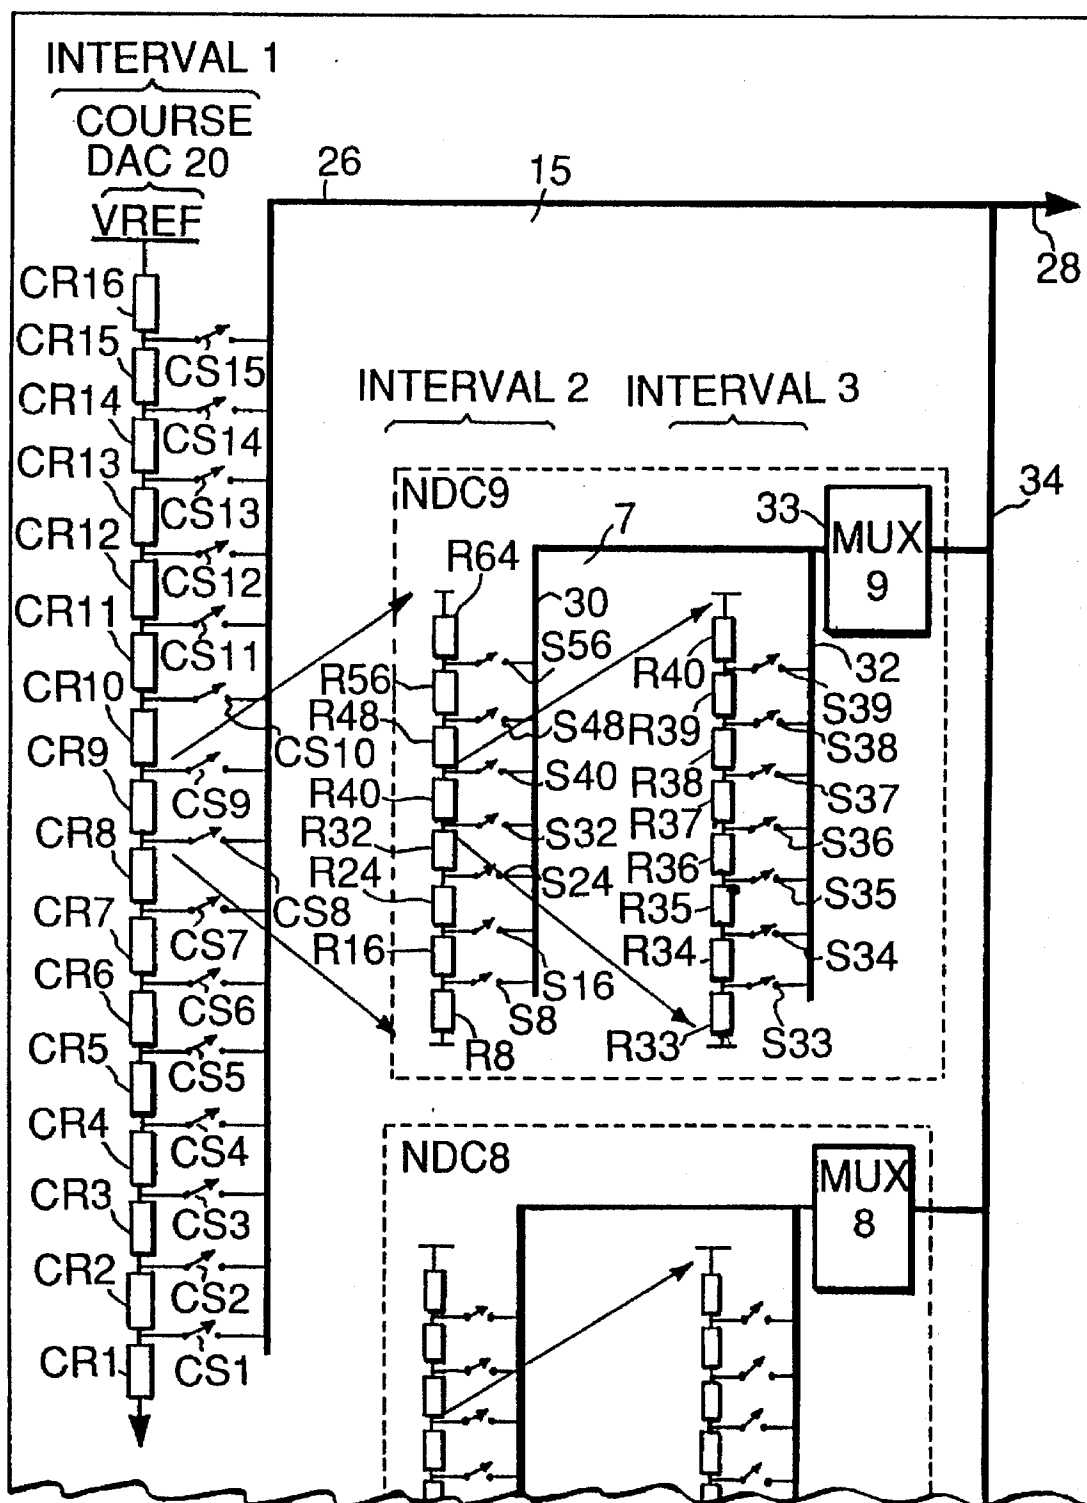 INTERVAL 1
COURSE
DAC 20
VREF
26
15
28
CR16
CR15
CS15
CR14
CS14
CR13
CS13
CR12
CS12
CR11
CS11
CR10
CS10
CR9
CS9
CR8
CS8
CR7
CS7
CR6
CS6
CR5
CS5
CR4
CS4
CR3
CS3
CR2
CS2
CR1
CS1
INTERVAL 2
INTERVAL 3
NDC9
7
33
MUX
9
34
R64
30
S56
R56
R48
S48
S40
R40
R32
S32
R24
S24
R16
S16
S8
R8
32
R40
S39
R39
S38
R38
S37
R37
S36
R36
S35
R35
R34
S34
R33
S33
NDC8
MUX
8